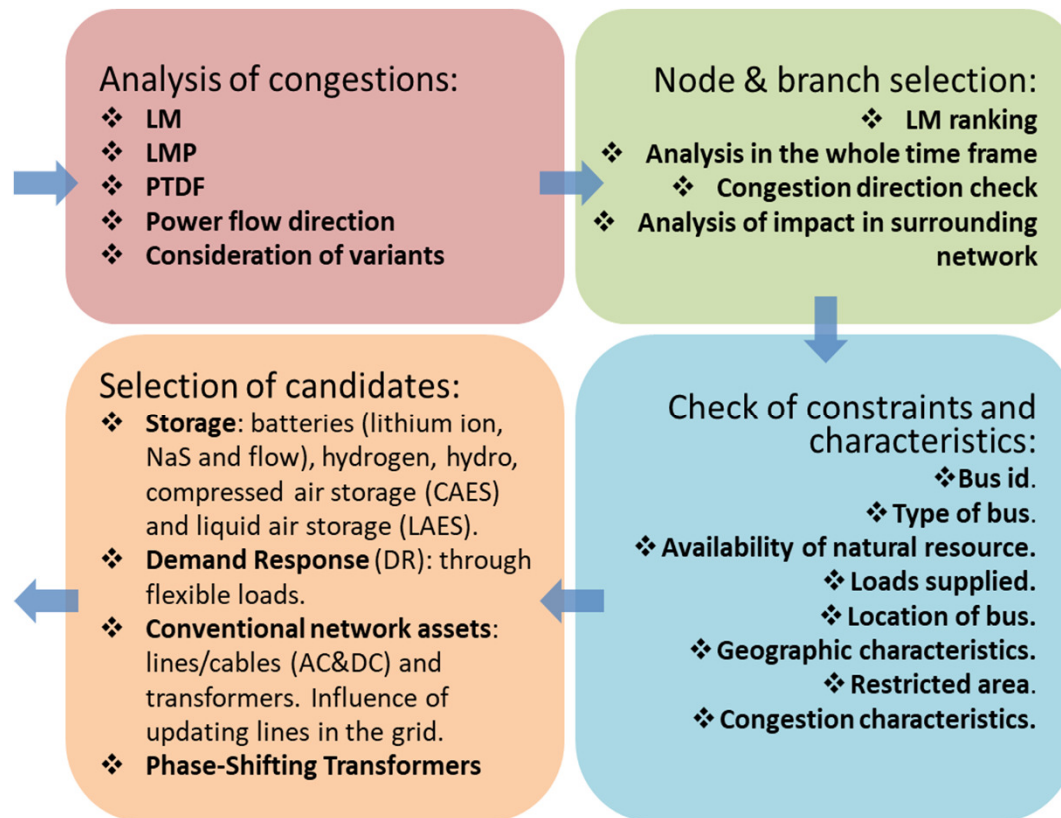 Analysis of congestions:
❖ LM
❖ LMP
❖ PTDF
❖ Power flow direction
❖ Consideration of variants
Node & branch selection:
❖ LM ranking
❖ Analysis in the whole time frame
❖ Congestion direction check
❖ Analysis of impact in surrounding
network
Check of constraints and
characteristics:
❖Bus id.
❖Type of bus.
❖Availability of natural resource.
❖Loads supplied.
❖Location of bus.
❖Geographic characteristics.
❖Restricted area.
❖Congestion characteristics.
Selection of candidates:
❖ Storage: batteries (lithium ion,
NaS and flow), hydrogen, hydro,
compressed air storage (CAES)
and liquid air storage (LAES).
❖ Demand Response (DR): through
flexible loads.
❖ Conventional network assets:
lines/cables (AC&DC) and
transformers. Influence of
updating lines in the grid.
❖ Phase-Shifting Transformers